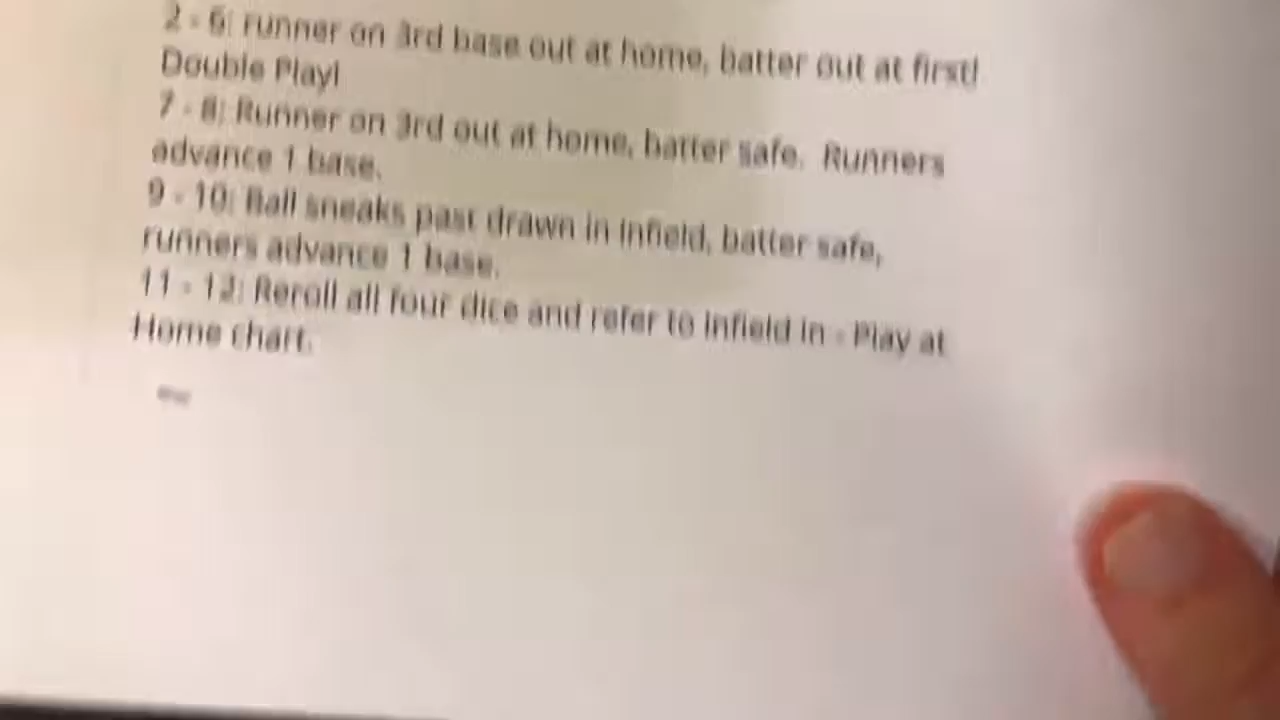 2 - 6: runner on 3rd base out at home, batter out at first!
Double Play!
7 - 8: Runner on 3rd out at home, batter safe. Runners
advance 1 base.
9 - 10: Ball sneaks past drawn in infield, batter safe,
runners advance 1 base.
11 - 12: Reroll all four dice and refer to Infield In - Play at
Home chart.